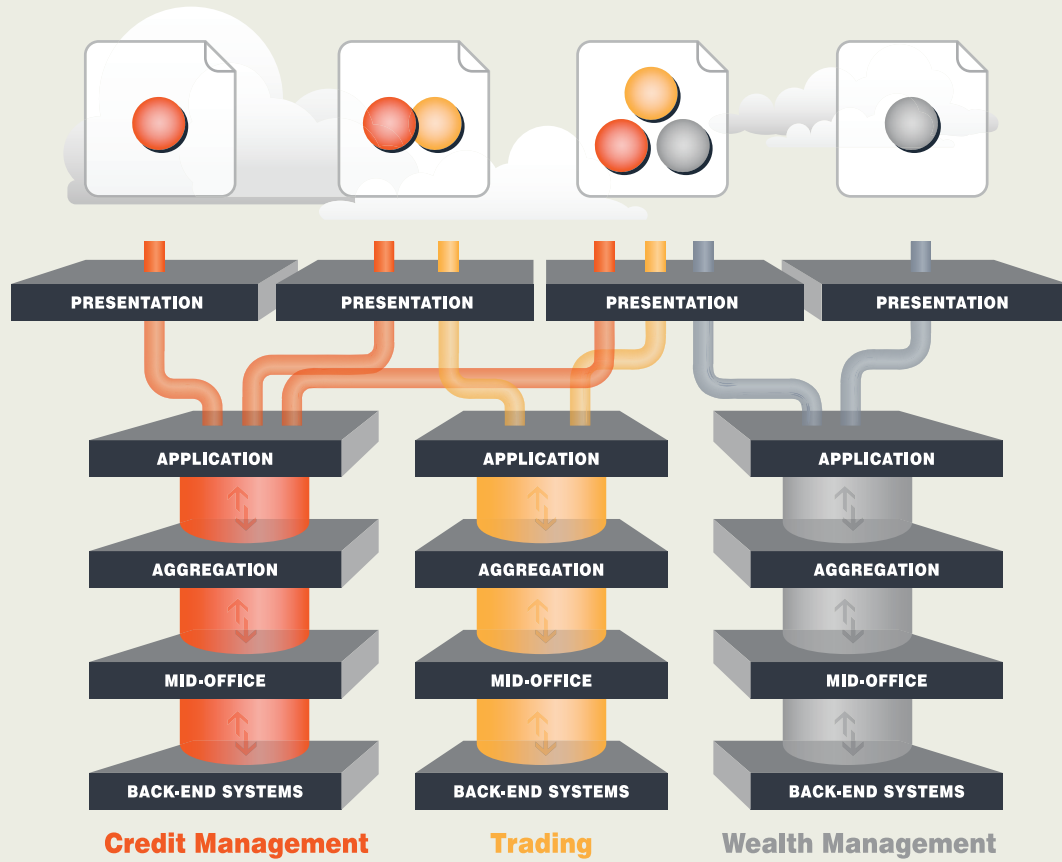 PRESENTATION
PRESENTATION
PRESENTATION
PRESENTATION
APPLICATION
APPLICATION
APPLICATION
AGGREGATION
AGGREGATION
AGGREGATION
MID-OFFICE
MID-OFFICE
MID-OFFICE
BACK-END SYSTEMS
BACK-END SYSTEMS
BACK-END SYSTEMS
Credit Management
Trading
Wealth Management